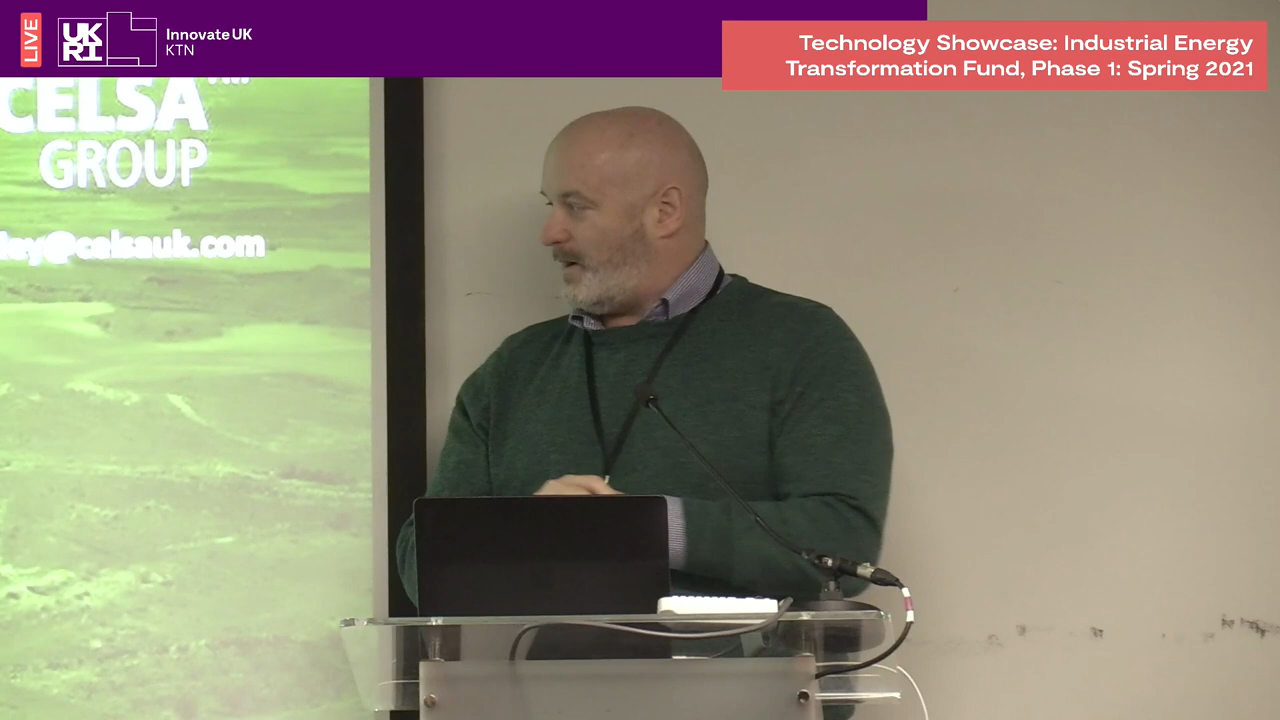 LIVE
UK
RI
Innovate UK
KTN
Technology Showcase: Industrial Energy
Transformation Fund, Phase 1: Spring 2021
CELSA
GROUP
ley@celsauk.com